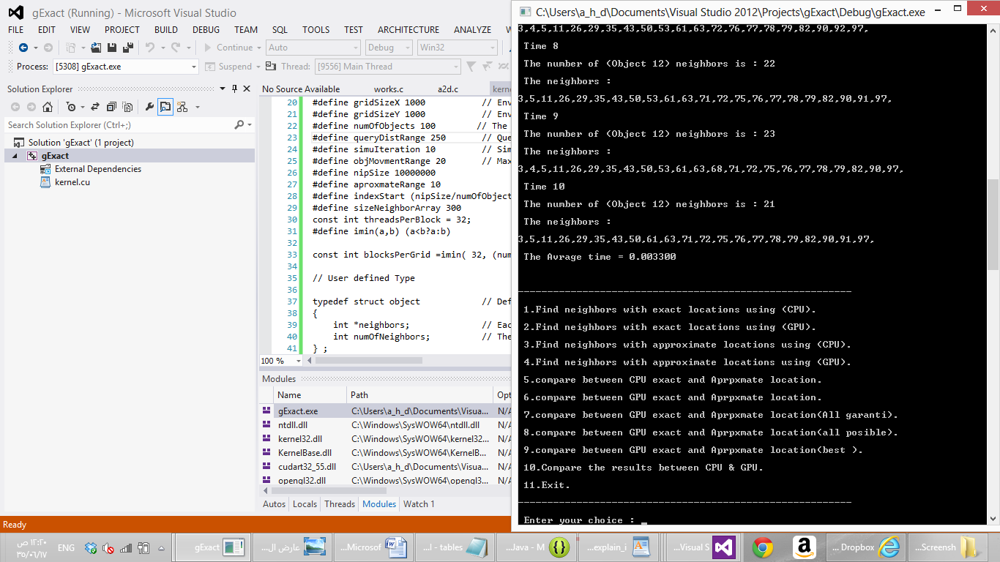 gExact (Running) - Microsoft Visual Studio
FILE EDIT VIEW PROJECT BUILD DEBUG TEAM SQL TOOLS TEST ARCHITECTURE ANALYZE W
Continue Auto Debug Win32
Process: [5308] gExact.exe Suspend Thread: [9556] Main Thread
Solution Explorer
Search Solution Explorer (Ctrl+;)
Solution 'gExact' (1 project)
gExact
External Dependencies
kernel.cu
No Source Available works.c a2d.c kerne
20 #define gridSizeX 1000 // Env
21 #define gridSizeY 1000 // Env
22 #define numOfObjects 100 // The
23 #define queryDistRange 250 // Que
24 #define simuIteration 10 // Sim
25 #define objMovmentRange 20 // Max
26 #define nipSize 10000000
27 #define aproxmateRange 10
28 #define indexStart (nipSize/numOfObject
29 #define sizeNeighborArray 300
30 const int threadsPerBlock = 32;
31 #define imin(a,b) (a<b?a:b)
32
33 const int blocksPerGrid =imin( 32, (num
34
35 // User defined Type
36
37 typedef struct object // Def
38 {
39 int *neighbors; // Eac
40 int numOfNeighbors; // The
41 } ;
100 %
Modules
Name Path Opt
gExact.exe C:\Users\a_h_d\Documents\Visua... N/A
ntdll.dll C:\Windows\SysWOW64\ntdll.dll N/A
kernel32.dll C:\Windows\SysWOW64\kernel32... N/A
KernelBase.dll C:\Windows\SysWOW64\KernelB... N/A
cudart32_55.dll C:\Users\a_h_d\Documents\Visua... N/A
opengl32.dll C:\Windows\SysWOW64\opengl3... N/A
Autos Locals Threads Modules Watch 1
Ready
C:\Users\a_h_d\Documents\Visual Studio 2012\Projects\gExact\Debug\gExact.exe
3,4,5,11,26,29,35,43,50,53,61,63,72,76,77,78,79,82,90,92,97,
Time 8
The number of (Object 12) neighbors is : 22
The neighbors :
3,5,11,26,29,35,43,50,53,61,63,71,72,75,76,77,78,79,82,90,91,97,
Time 9
The number of (Object 12) neighbors is : 23
The neighbors :
3,4,5,11,26,29,35,43,50,53,61,63,68,71,72,75,76,77,78,79,82,90,97,
Time 10
The number of (Object 12) neighbors is : 21
The neighbors :
3,5,11,26,29,35,43,50,61,63,71,72,75,76,77,78,79,82,90,91,97,
The Avrage time = 0.003300
1.Find neighbors with exact locations using (CPU).
2.Find neighbors with exact locations using (GPU).
3.Find neighbors with approximate locations using (CPU).
4.Find neighbors with approximate locations using (GPU).
5.compare between CPU exact and Aprpxmate location.
6.compare between GPU exact and Aprpxmate location.
7.compare between GPU exact and Aprpxmate location(All garanti).
8.compare between GPU exact and Aprpxmate location(all posible).
9.compare between GPU exact and Aprpxmate location(best ).
10.Compare the results between CPU & GPU.
11.Exit.
Enter your choice : _
١٢:٢٠ ص
٣٥/٠٦/١٧
ENG gExact عارض ال... ...Microsof ...l - tables ...Java - M ...explain_i ...Visual S ...Dropbox ...Screensh